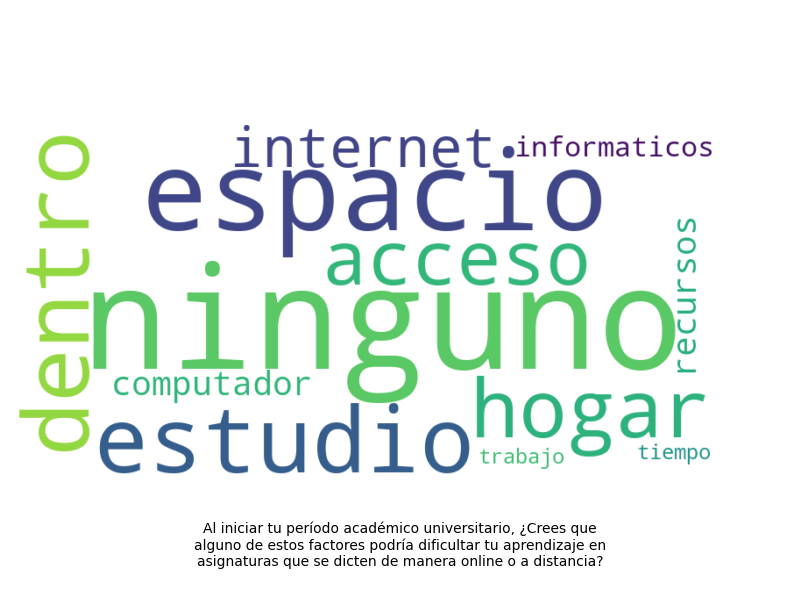 internet
informaticos
espacio
dentro
acceso
recursos
ninguno
computador
hogar
estudio
trabajo
tiempo
Al iniciar tu período académico universitario, ¿Crees que
alguno de estos factores podría dificultar tu aprendizaje en
asignaturas que se dicten de manera online o a distancia?